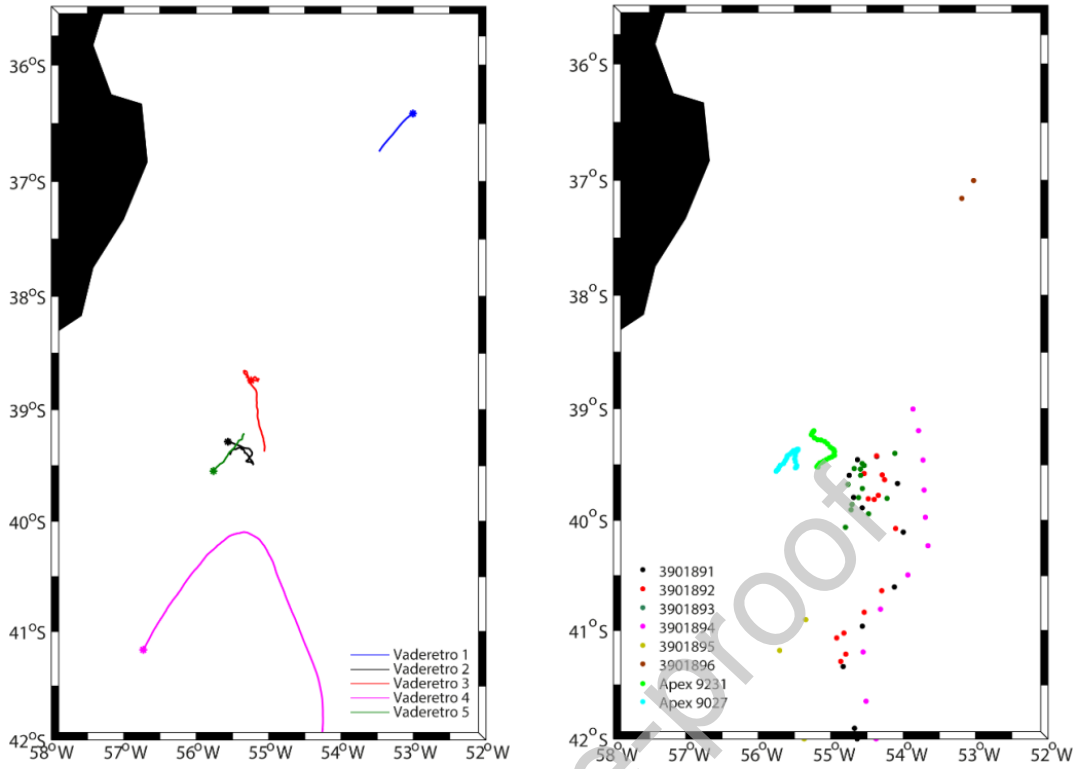 36°S
37°S
38°S
39°S
40°S
41°S
42°S
58°W 57°W 56°W 55°W 54°W 53°W 52°W
Vaderetro 1
Vaderetro 2
Vaderetro 3
Vaderetro 4
Vaderetro 5
36°S
37°S
38°S
39°S
40°S
41°S
42°S
58°W 57°W 56°W 55°W 54°W 53°W 52°W
3901891
3901892
3901893
3901894
3901895
3901896
Apex 9231
Apex 9027
e-proof